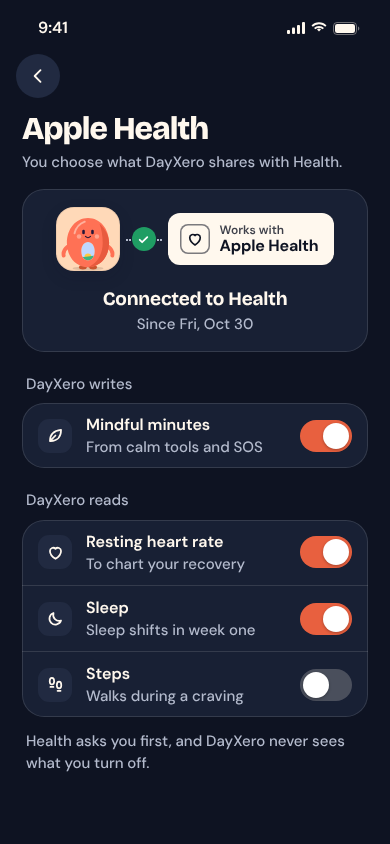 9:41
Apple Health
You choose what DayXero shares with Health.
Works with
Apple Health
Connected to Health
Since Fri, Oct 30
DayXero writes
Mindful minutes
From calm tools and SOS
DayXero reads
Resting heart rate
To chart your recovery
Sleep
Sleep shifts in week one
Steps
Walks during a craving
Health asks you first, and DayXero never sees
what you turn off.